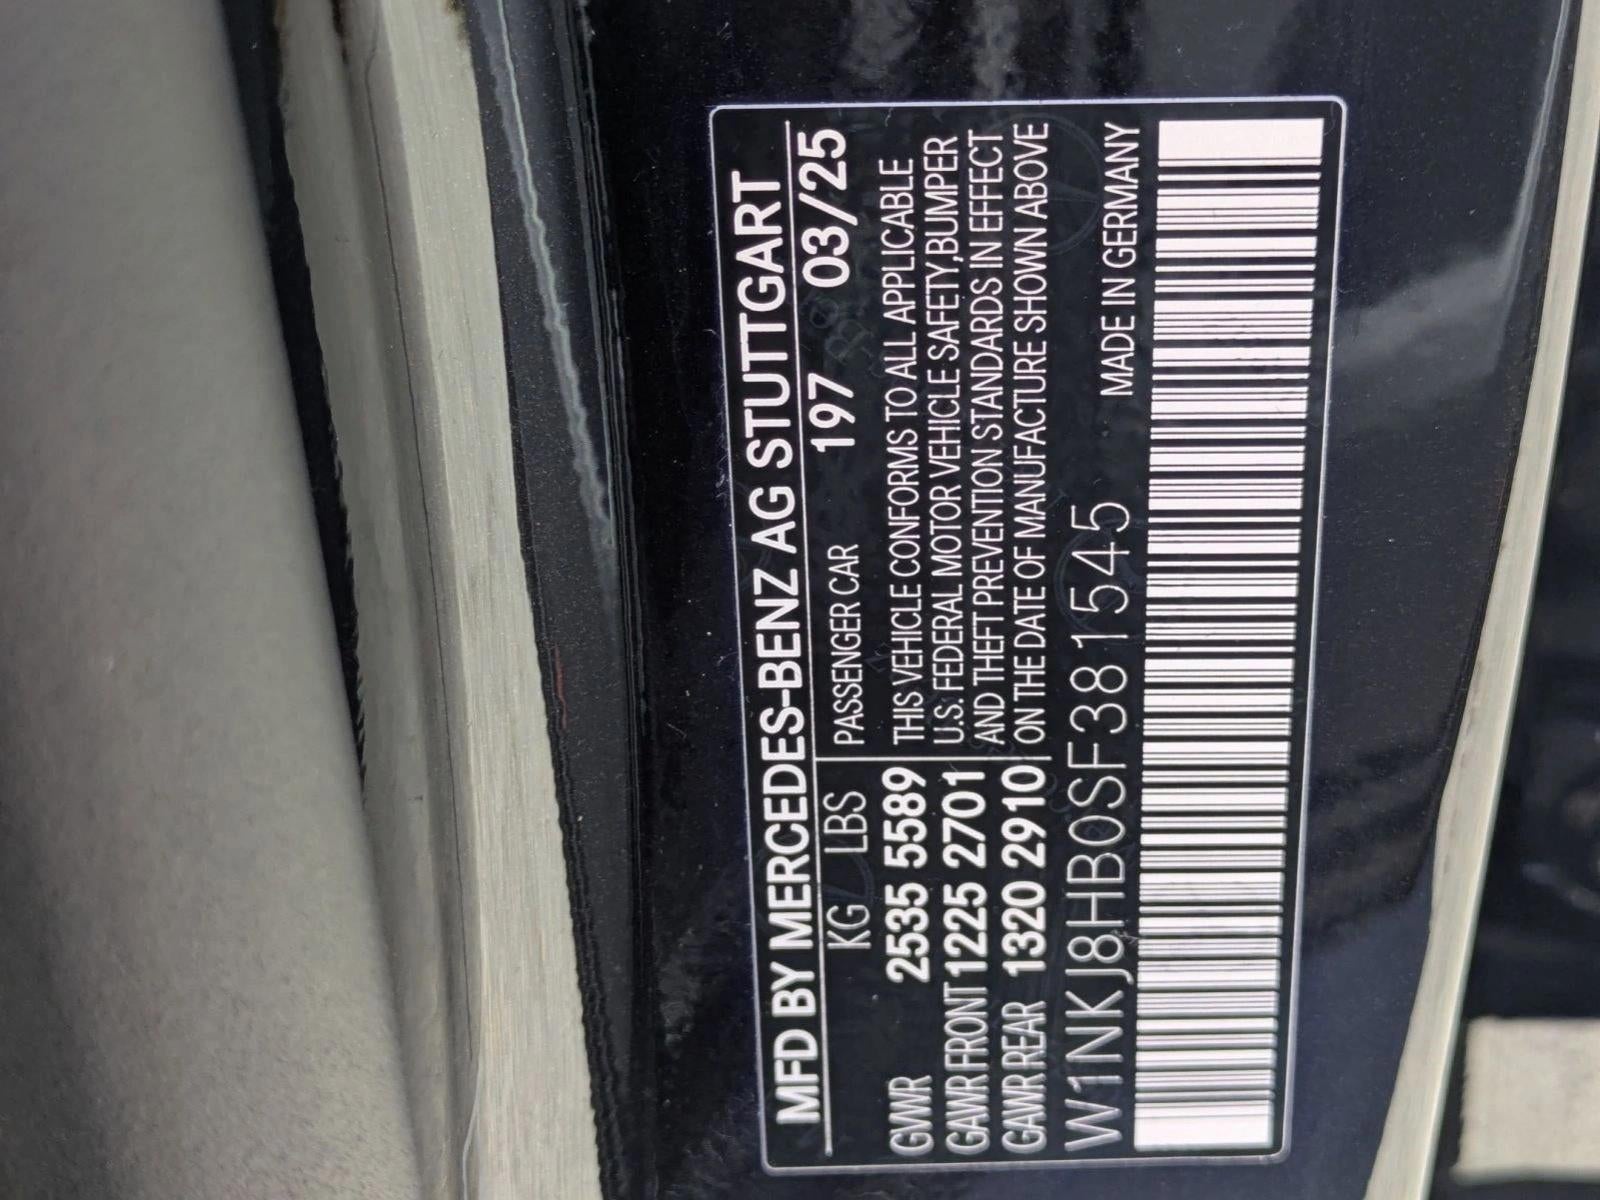 MFD BY MERCEDES-BENZ AG STUTTGART
KG LBS PASSENGER CAR 197 03/25
GVWR 2535 5589 THIS VEHICLE CONFORMS TO ALL APPLICABLE
GAWR FRONT 1225 2701 U.S. FEDERAL MOTOR VEHICLE SAFETY,BUMPER
AND THEFT PREVENTION STANDARDS IN EFFECT
GAWR REAR 1320 2910 ON THE DATE OF MANUFACTURE SHOWN ABOVE
W1NKJ8HB0SF381545 MADE IN GERMANY